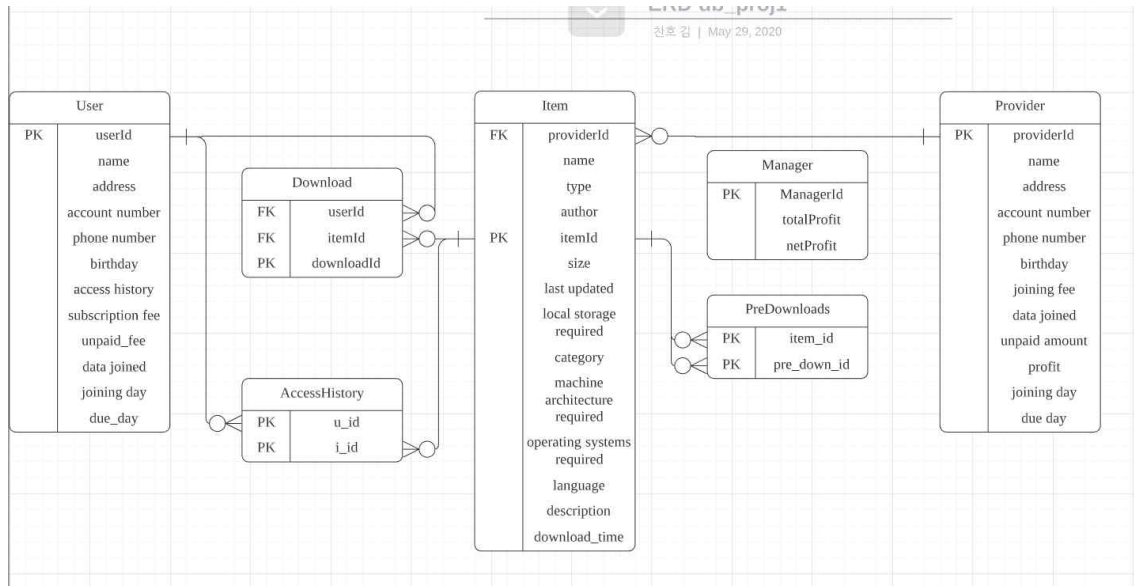 ERD db_proj1
찬호 김 | May 29, 2020
User
PK userId
name
address
account number
phone number
birthday
access history
subscription fee
unpaid_fee
data joined
joining day
due_day
Download
FK userId
FK itemId
PK downloadId
AccessHistory
PK u_id
PK i_id
Item
FK providerId
name
type
author
PK itemId
size
last updated
local storage
required
category
machine
architecture
required
operating systems
required
language
description
download_time
Manager
PK ManagerId
totalProfit
netProfit
PreDownloads
PK item_id
PK pre_down_id
Provider
PK providerId
name
address
account number
phone number
birthday
joining fee
data joined
unpaid amount
profit
joining day
due day